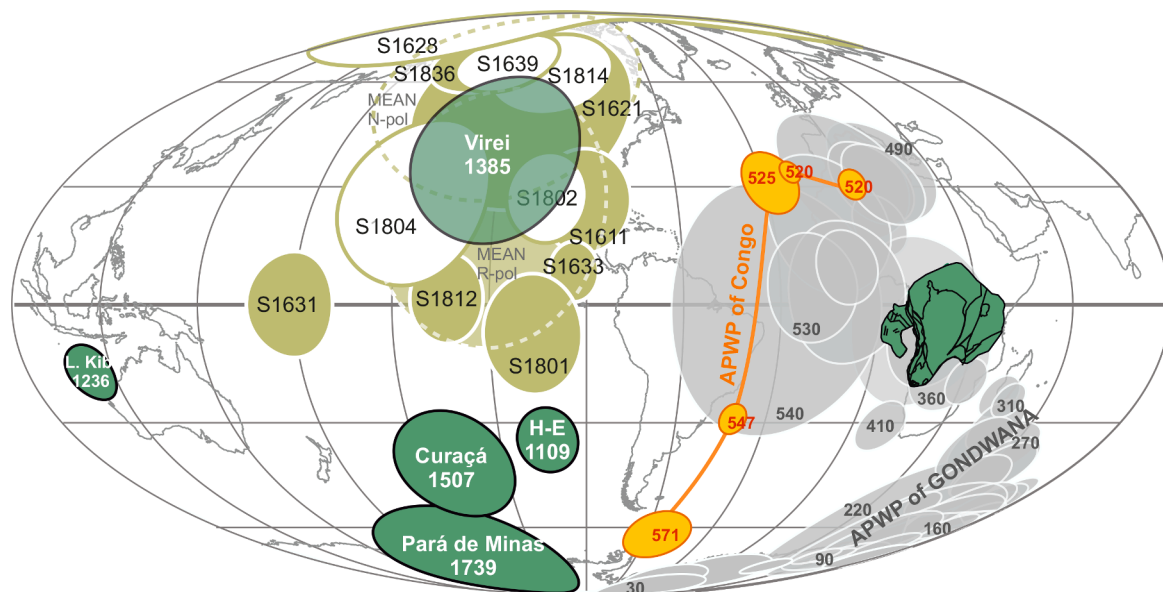 S1628
S1836
S1639
S1814
MEAN
N-pol
S1621
Virei
1385
490
525
520
520
S1802
S1804
S1611
MEAN
R-pol
S1633
S1812
S1631
S1801
530
APWP of Congo
L. Kib
1236
360
310
540
547
410
H-E
1109
Curaçá
1507
270
APWP of GONDWANA
220
160
571
Pará de Minas
1739
90
30